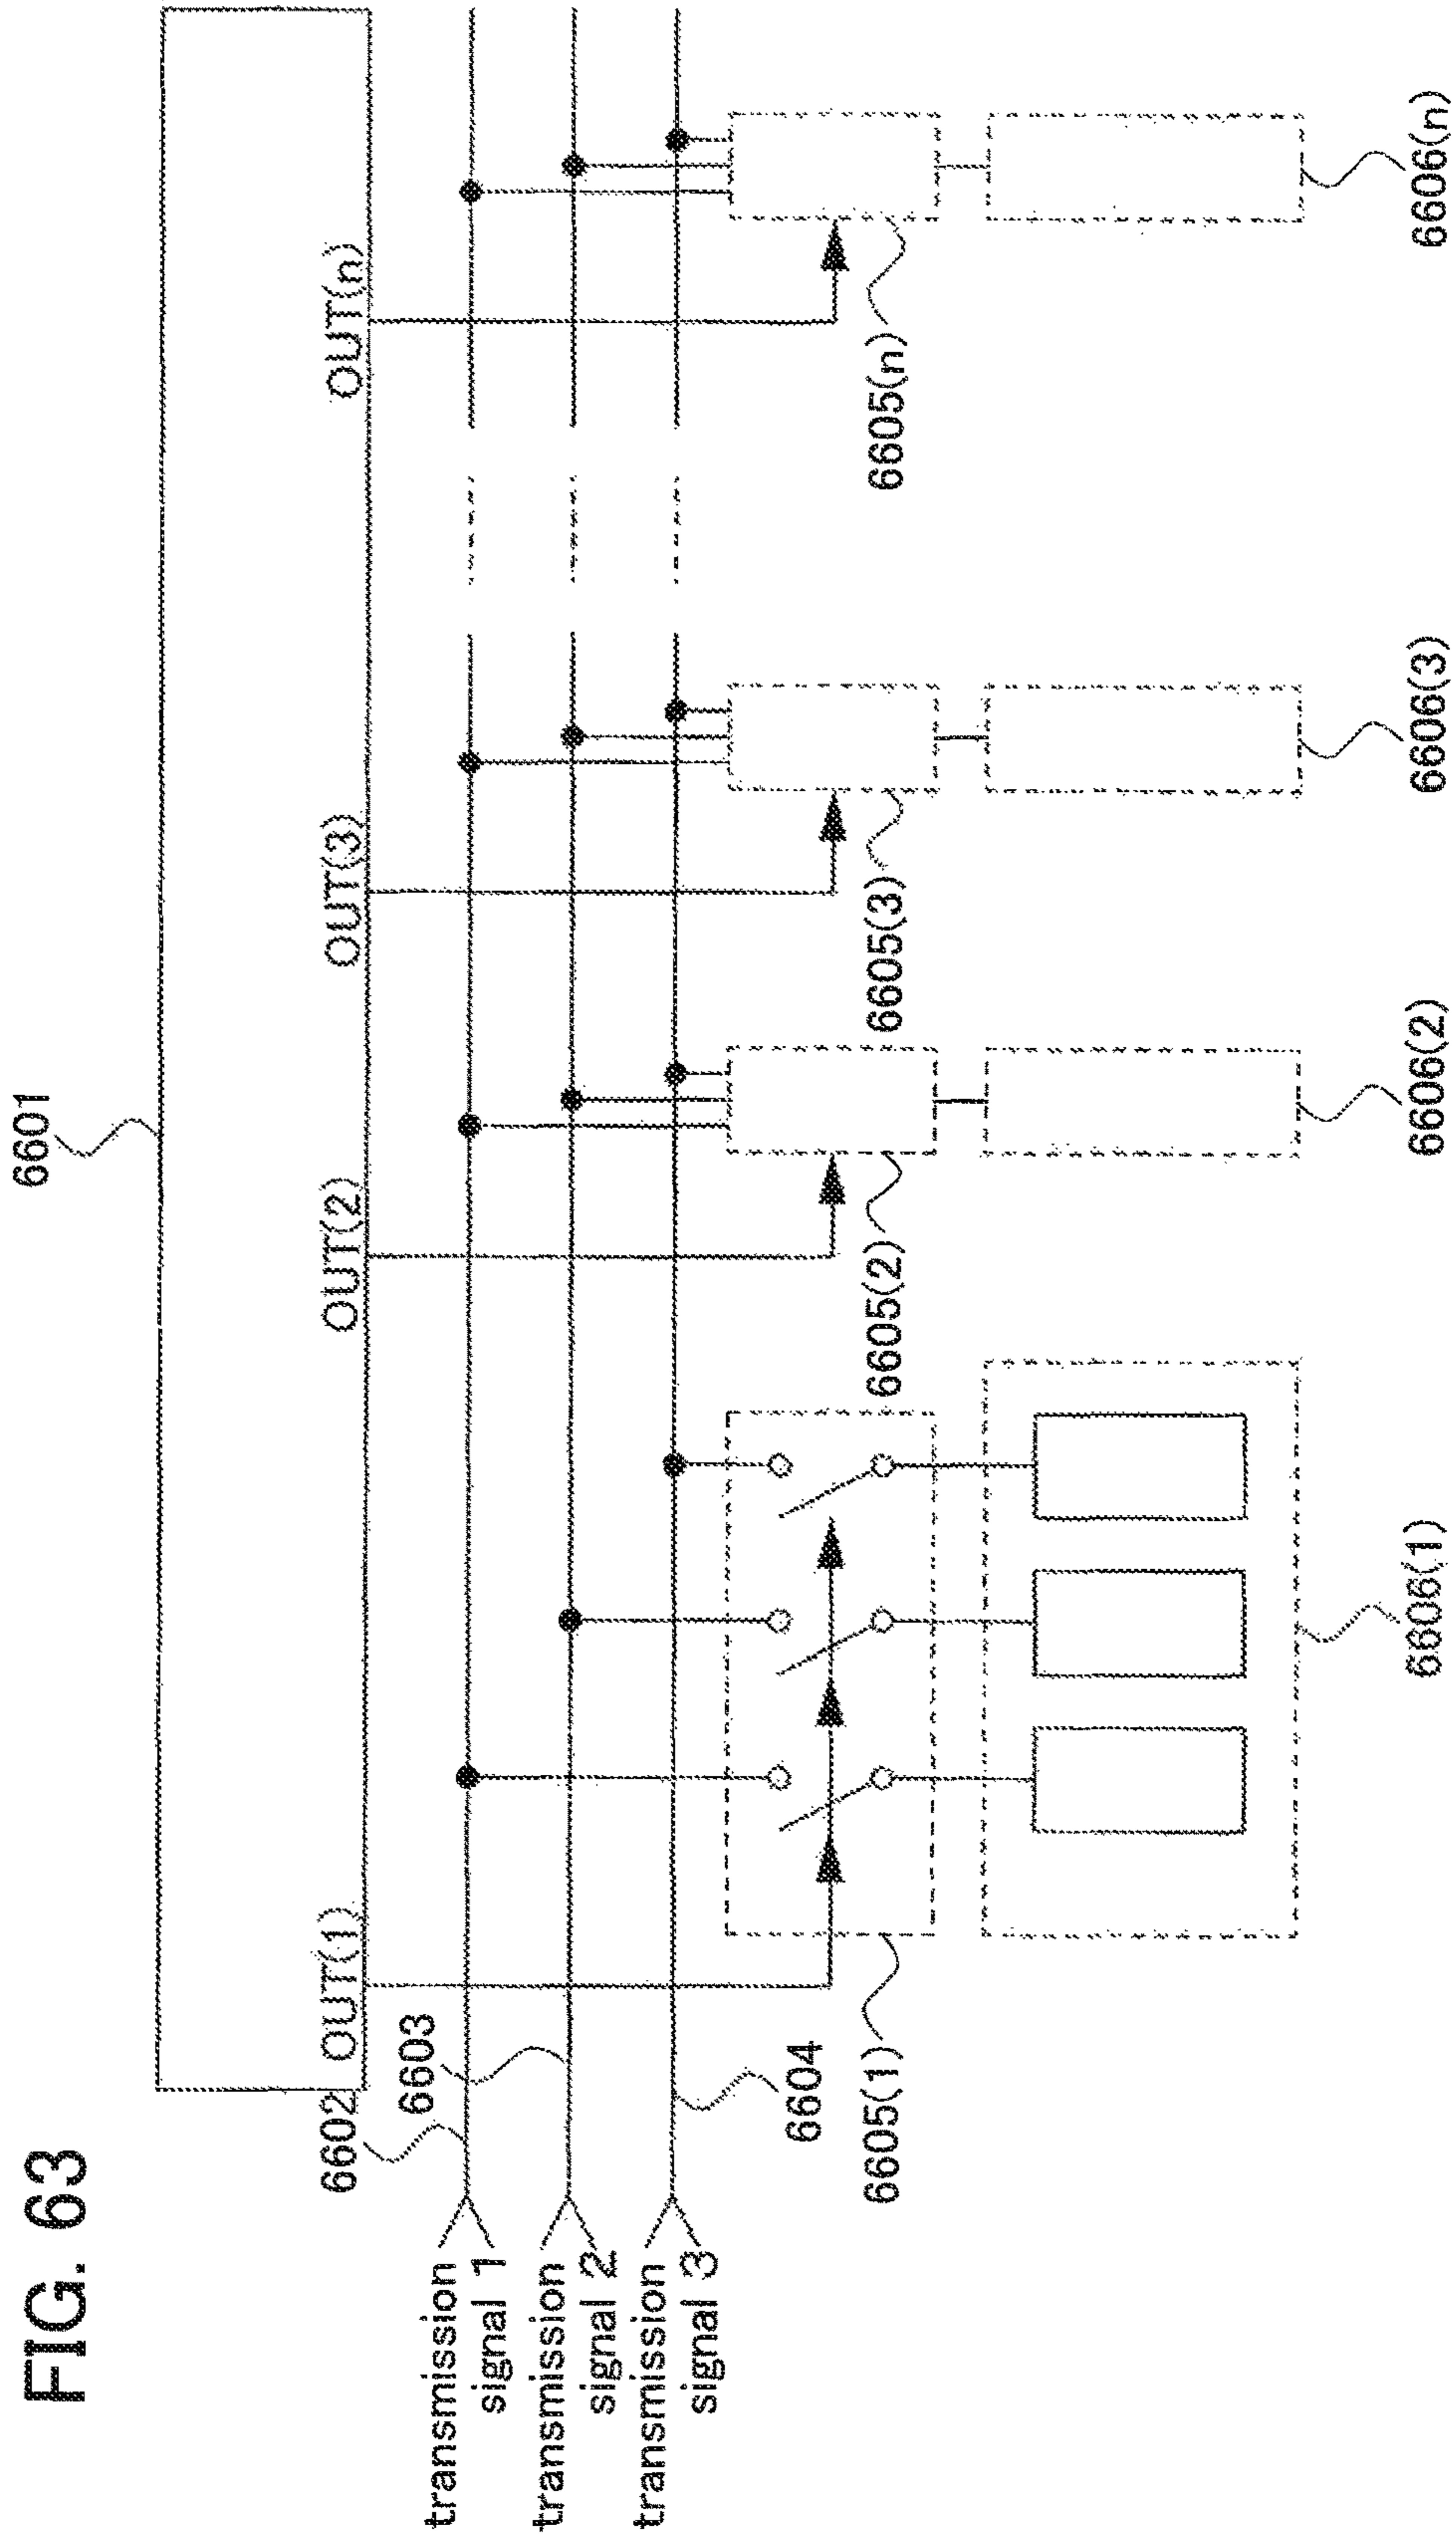 FIG. 63
6601
OUT(1)
OUT(2)
OUT(3)
OUT(n)
6602
6603
6604
transmission
signal 1
transmission
signal 2
transmission
signal 3
6605(1)
6605(2)
6605(3)
6605(n)
6606(1)
6606(2)
6606(3)
6606(n)